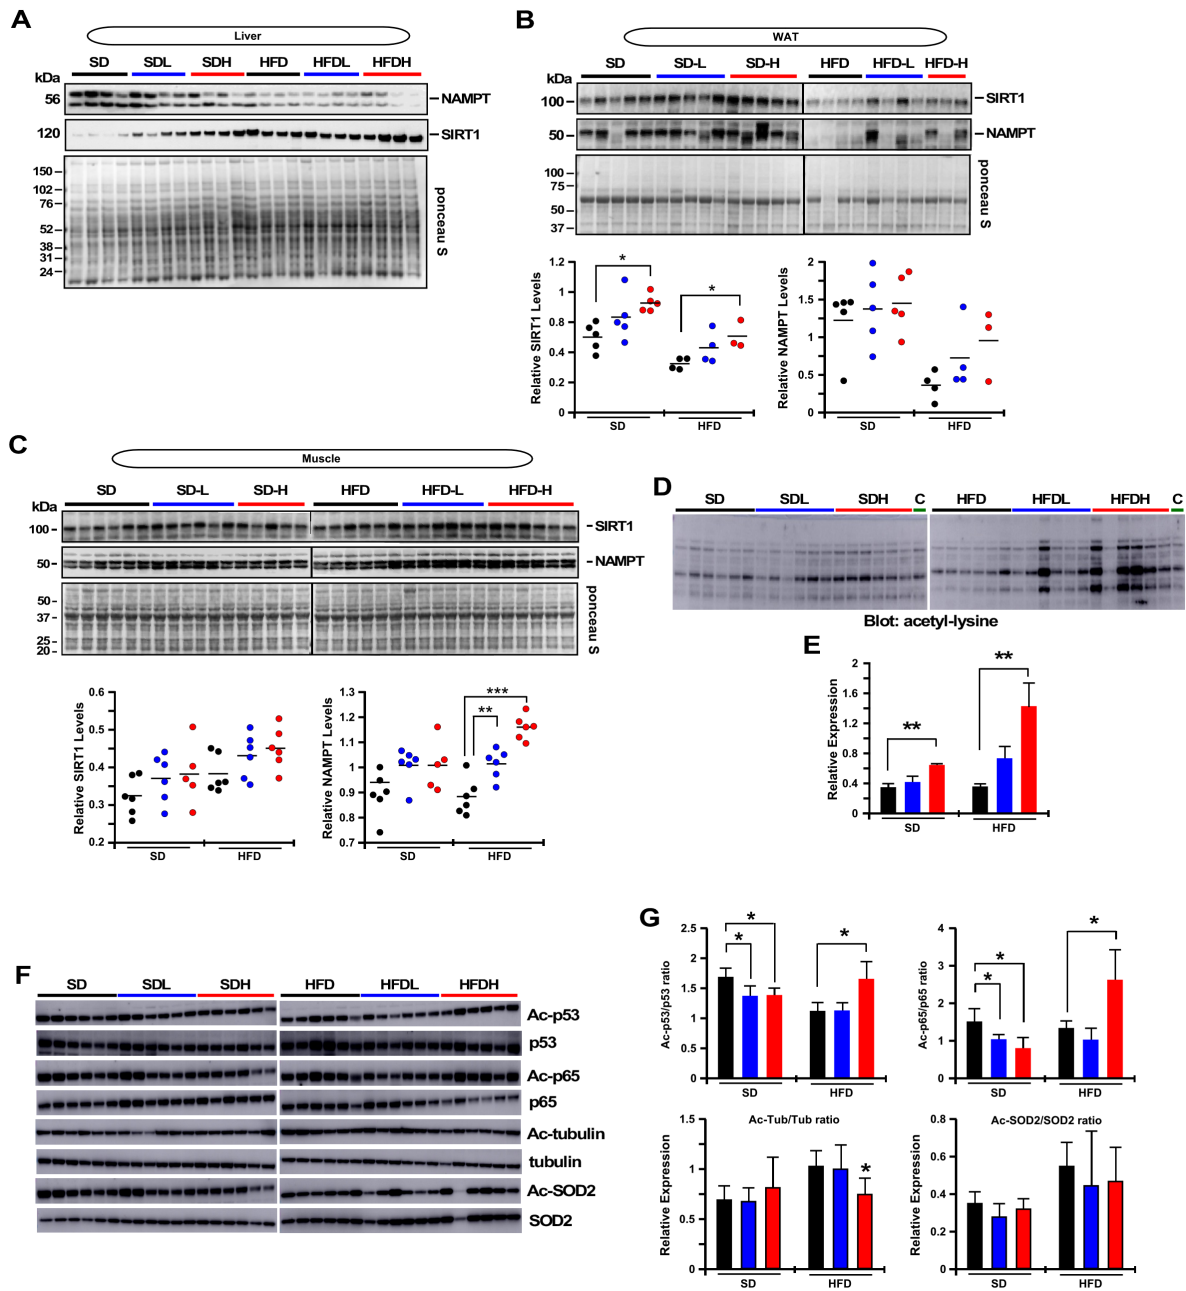 A
Liver
SD SDL SDH HFD HFDL HFDH
kDa
56
NAMPT
120
SIRT1
150
102
76
52
38
31
24
ponceau S
B
WAT
SD SD-L SD-H HFD HFD-L HFD-H
kDa
100
SIRT1
50
NAMPT
100
75
50
37
ponceau S
Relative SIRT1 Levels
1.2
1
0.8
0.4
0.2
0
* *
SD HFD
Relative NAMPT Levels
2
1.5
1
0.5
0
SD HFD
C
Muscle
SD SD-L SD-H HFD HFD-L HFD-H
kDa
100
SIRT1
50
NAMPT
50
37
25
20
ponceau S
Relative SIRT1 Levels
0.6
0.5
0.4
0.3
0.2
SD HFD
Relative NAMPT Levels
1.3
1.2
1.1
1
0.9
0.8
0.7
***
**
SD HFD
D
SD SDL SDH C HFD HFDL HFDH C
Blot: acetyl-lysine
E
Relative Expression
2
1.6
1.2
0.8
0.4
0
** **
SD HFD
F
SD SDL SDH HFD HFDL HFDH
Ac-p53
p53
Ac-p65
p65
Ac-tubulin
tubulin
Ac-SOD2
SOD2
G
Ac-p53/p53 ratio
2.5
2
1.5
1
0.5
0
* * *
SD HFD
Ac-p65/p65 ratio
4
3
2
1
0
* * *
SD HFD
Ac-Tub/Tub ratio
Relative Expression
1.5
1
0.5
0
*
SD HFD
Ac-SOD2/SOD2 ratio
Relative Expression
0.8
0.6
0.4
0.2
0
SD HFD